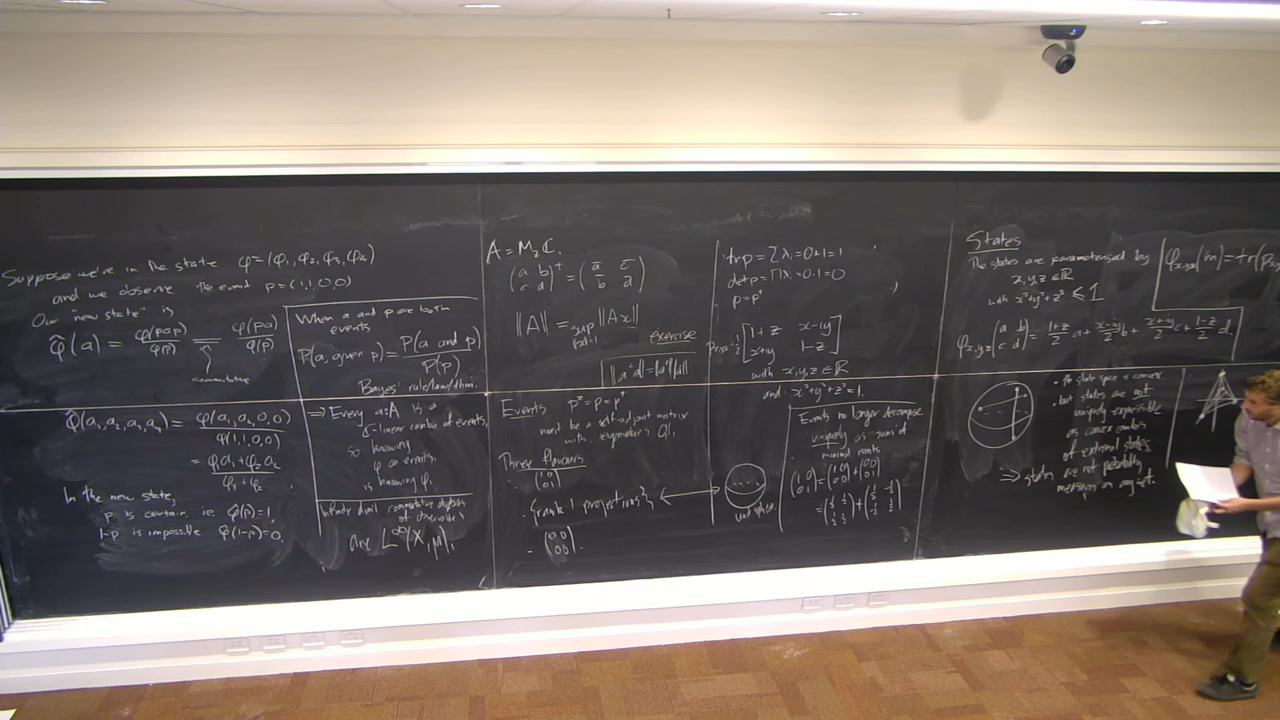 Suppose we're in the state φ=(φ₁,φ₂,φ₃,φ₄)
and we observe the event p=(1,1,0,0)
Our "new state" is
φ̂(a) = φ(pap)/φ(p) = φ(pa)/φ(p)
commutative
When a and p are both
events
P(a, given p) = P(a and p)/P(p)
Bayes' rule/law/thm.
φ̂(a₁,a₂,a₃,a₄) = φ(a₁,a₂,0,0)/φ(1,1,0,0)
= φ₁a₁+φ₂a₂/φ₁+φ₂
In the new state,
p is certain, i.e. φ̂(p)=1,
1-p is impossible φ̂(1-p)=0.
⇒ Every a∈A is a
ℂ-linear combo of events,
so knowing
φ on events
is knowing φ.
commutative algebras
of observables
are L^∞(X,μ).
A=M₂ℂ.
(a b; c d)* = (ā c̄; b̄ d̄)
||A|| = sup ||Ax||
exercise
Events p²=p=p*
must be a self-adjoint matrix
with eigenvalues 0,1.
Three flavours
(1 0; 0 1)
· {rank 1 projections} ↔
- (0 0; 0 0).
unit sphere.
tr p = Σλᵢ=0+1=1
det p = Πλᵢ=0·1=0
p=p*
p_{x,y,z}=½[1+z x-iy; x+iy 1-z]
with x,y,z∈ℝ
and x²+y²+z²=1.
Events no longer decompose
uniquely as sums of
minimal events
(1 0; 0 1)=(1 0; 0 0)+(0 0; 0 1)
=(½ ½; ½ ½)+(½ -½; -½ ½)
States
The states are parameterised by
x,y,z∈ℝ
with x²+y²+z²≤1
φ_{x,y,z}(a b; c d) = 1+z/2 a + x-iy/2 b + x+iy/2 c + 1-z/2 d.
state space is convex
· but states are not
uniquely expressible
as convex combos
of extremal states
⇒ states are not probability
measures on any set.